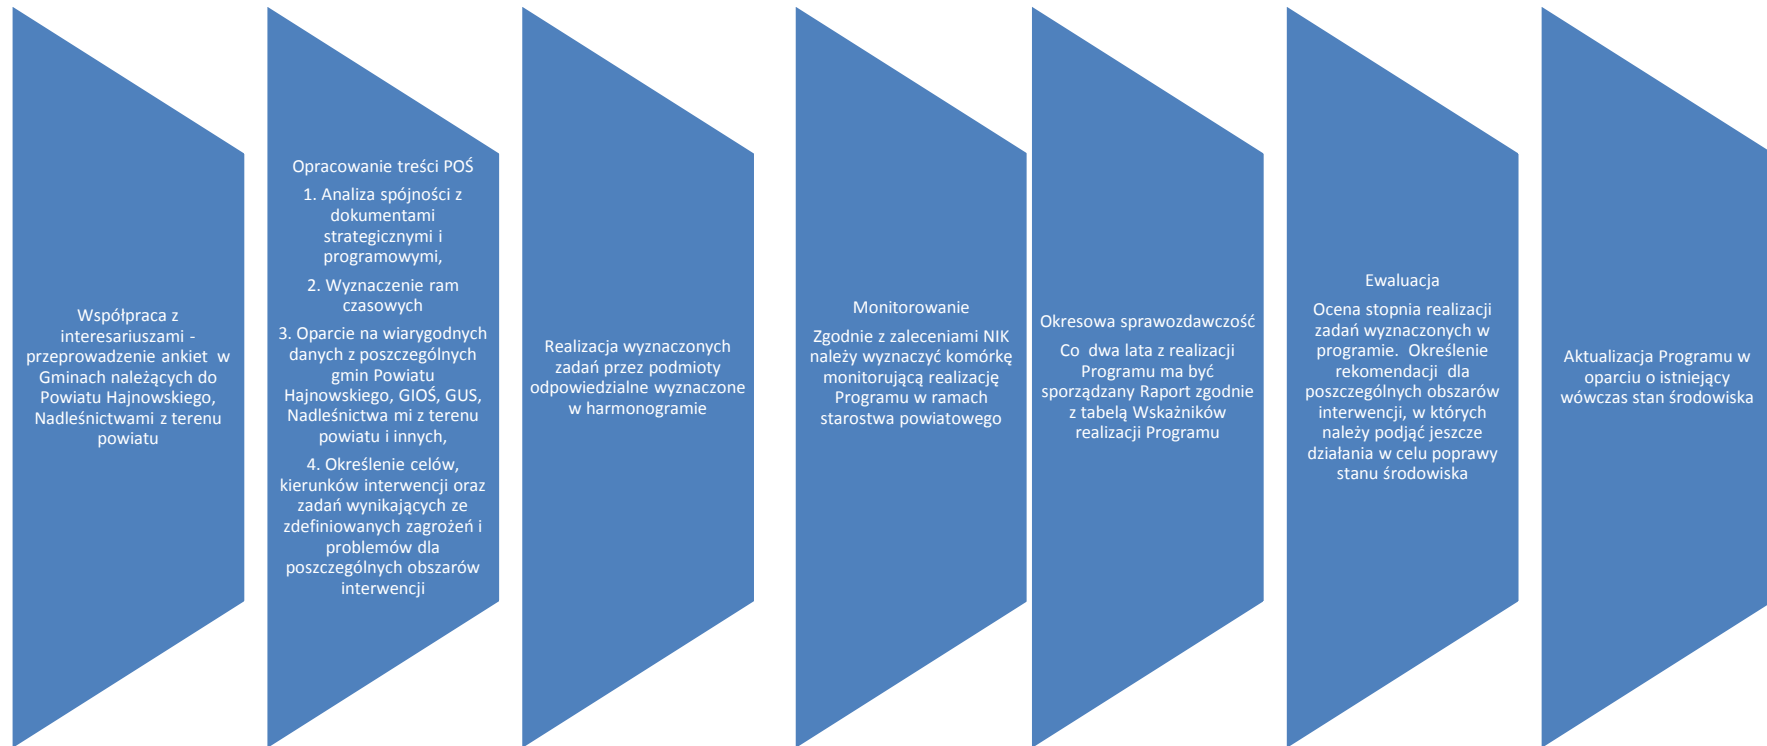 Współpraca z
interesariuszami -
przeprowadzenie ankiet w
Gminach należących do
Powiatu Hajnowskiego,
Nadleśnictwami z terenu
powiatu
Opracowanie treści POŚ
1. Analiza spójności z
dokumentami
strategicznymi i
programowymi,
2. Wyznaczenie ram
czasowych
3. Oparcie na wiarygodnych
danych z poszczególnych
gmin Powiatu
Hajnowskiego, GIOŚ, GUS,
Nadleśnictwa mi z terenu
powiatu i innych,
4. Określenie celów,
kierunków interwencji oraz
zadań wynikających ze
zdefiniowanych zagrożeń i
problemów dla
poszczególnych obszarów
interwencji
Realizacja wyznaczonych
zadań przez podmioty
odpowiedzialne wyznaczone
w harmonogramie
Monitorowanie
Zgodnie z zaleceniami NIK
należy wyznaczyć komórkę
monitorującą realizację
Programu w ramach
starostwa powiatowego
Okresowa sprawozdawczość
Co dwa lata z realizacji
Programu ma być
sporządzany Raport zgodnie
z tabelą Wskażników
realizacji Programu
Ewaluacja
Ocena stopnia realizacji
zadań wyznaczonych w
programie. Określenie
rekomendacji dla
poszczególnych obszarów
interwencji, w których
należy podjąć jeszcze
działania w celu poprawy
stanu środowiska
Aktualizacja Programu w
oparciu o istniejący
wówczas stan środowiska